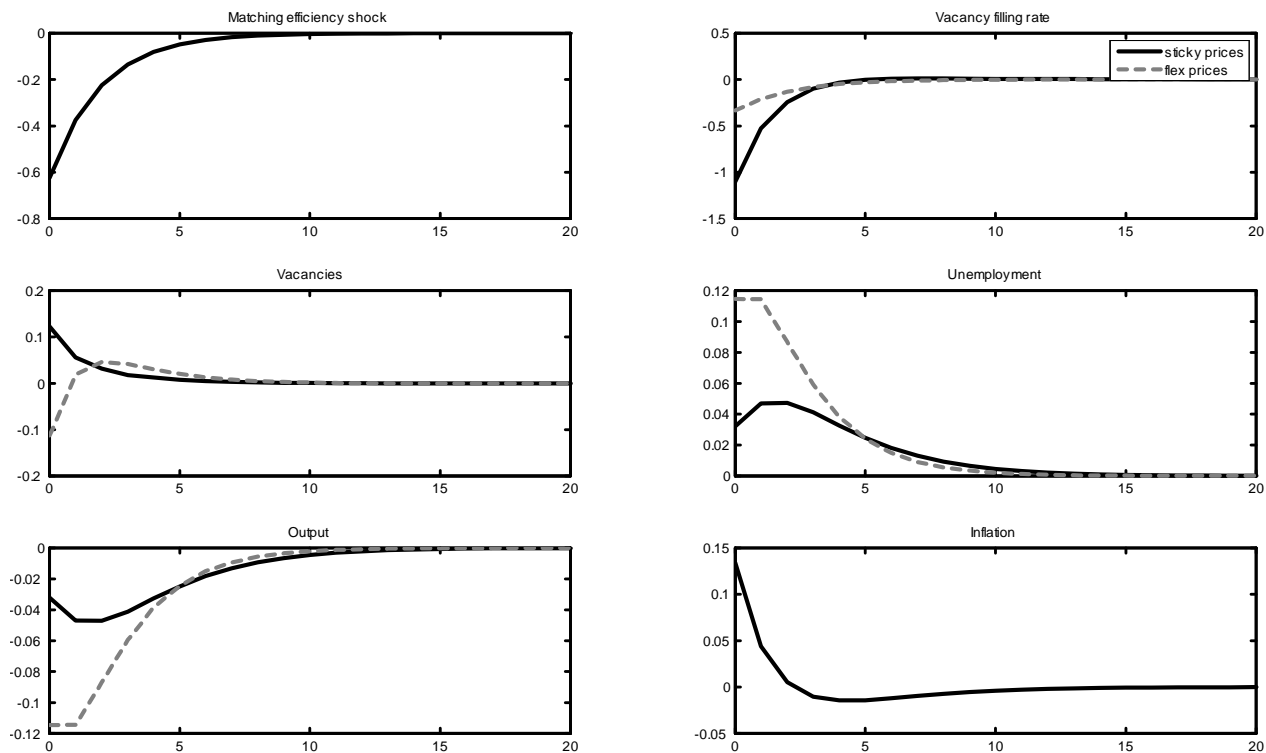 Matching efficiency shock
0
-0.2
-0.4
-0.6
-0.8
0 5 10 15 20
Vacancy filling rate
0.5
0
-0.5
-1
-1.5
0 5 10 15 20
sticky prices
flex prices
Vacancies
0.2
0.1
0
-0.1
-0.2
0 5 10 15 20
Unemployment
0.12
0.1
0.08
0.06
0.04
0.02
0
0 5 10 15 20
Output
0
-0.02
-0.04
-0.06
-0.08
-0.1
-0.12
0 5 10 15 20
Inflation
0.15
0.1
0.05
0
-0.05
0 5 10 15 20